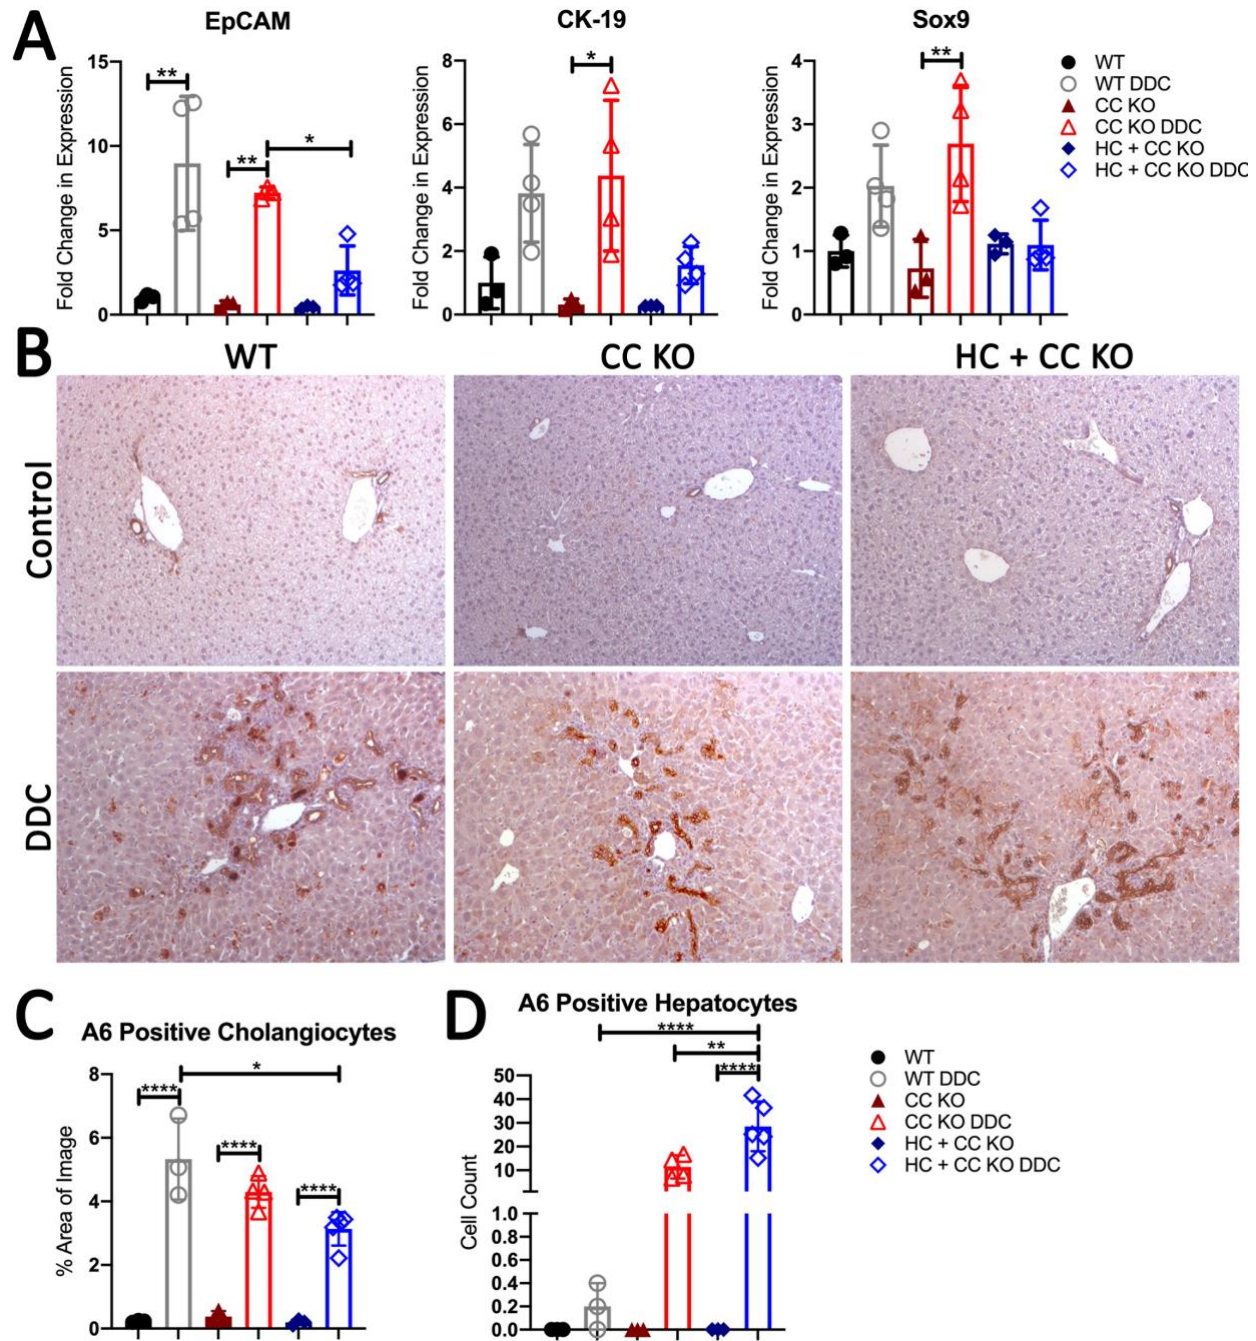 A
EpCAM
CK-19
Sox9
Fold Change in Expression
15
10
5
0
**
**
*
Fold Change in Expression
8
6
4
2
0
*
Fold Change in Expression
4
3
2
1
0
**
WT
WT DDC
CC KO
CC KO DDC
HC + CC KO
HC + CC KO DDC
B
WT
CC KO
HC + CC KO
Control
DDC
C
A6 Positive Cholangiocytes
% Area of Image
8
6
4
2
0
****
*
****
****
D
A6 Positive Hepatocytes
Cell Count
50
40
30
20
10
1.0
0.8
0.6
0.4
0.2
0.0
****
**
****
WT
WT DDC
CC KO
CC KO DDC
HC + CC KO
HC + CC KO DDC